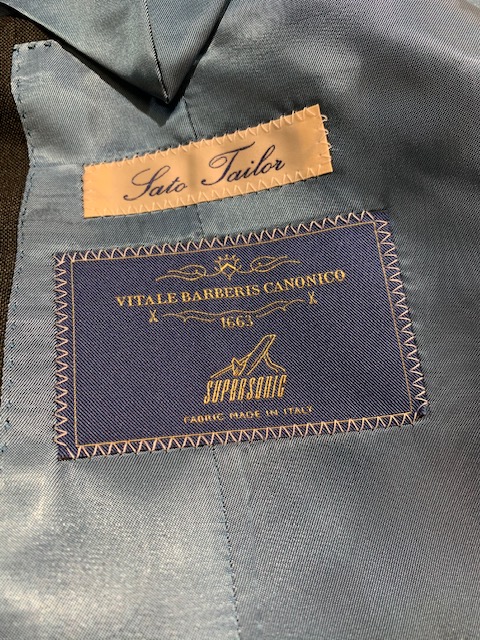 Sato Tailor
VITALE BARBERIS CANONICO
1663
SUPERSONIC
FABRIC MADE IN ITALY